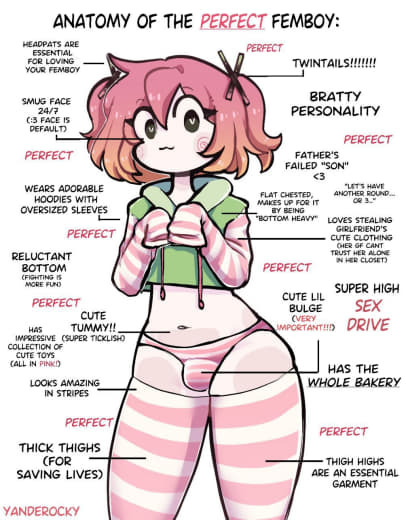 ANATOMY OF THE PERFECT FEMBOY:
HEADPATS ARE
ESSENTIAL
FOR LOVING
YOUR FEMBOY
PERFECT
TWINTAILS!!!!!!!
SMUG FACE
24/7
(:3 FACE IS
DEFAULT)
BRATTY
PERSONALITY
PERFECT
PERFECT
FATHER'S
FAILED "SON"
<3
WEARS ADORABLE
HOODIES WITH
OVERSIZED SLEEVES
FLAT CHESTED,
MAKES UP FOR IT
BY BEING
"BOTTOM HEAVY"
"LET'S HAVE
ANOTHER ROUND...
OR 3..."
PERFECT
LOVES STEALING
GIRLFRIEND'S
CUTE CLOTHING
(HER GF CANT
TRUST HER ALONE
IN HER CLOSET)
RELUCTANT
BOTTOM
(FIGHTING IS
MORE FUN)
PERFECT
PERFECT
CUTE LIL
BULGE
(VERY
IMPORTANT!!!)
SUPER HIGH
SEX
DRIVE
CUTE
TUMMY!!
(SUPER TICKLISH)
HAS
IMPRESSIVE
COLLECTION
OF CUTE TOYS
(ALL IN PINK!)
HAS THE
WHOLE BAKERY
LOOKS AMAZING
IN STRIPES
PERFECT
PERFECT
THICK THIGHS
(FOR
SAVING LIVES)
THIGH HIGHS
ARE AN ESSENTIAL
GARMENT
YANDEROCKY